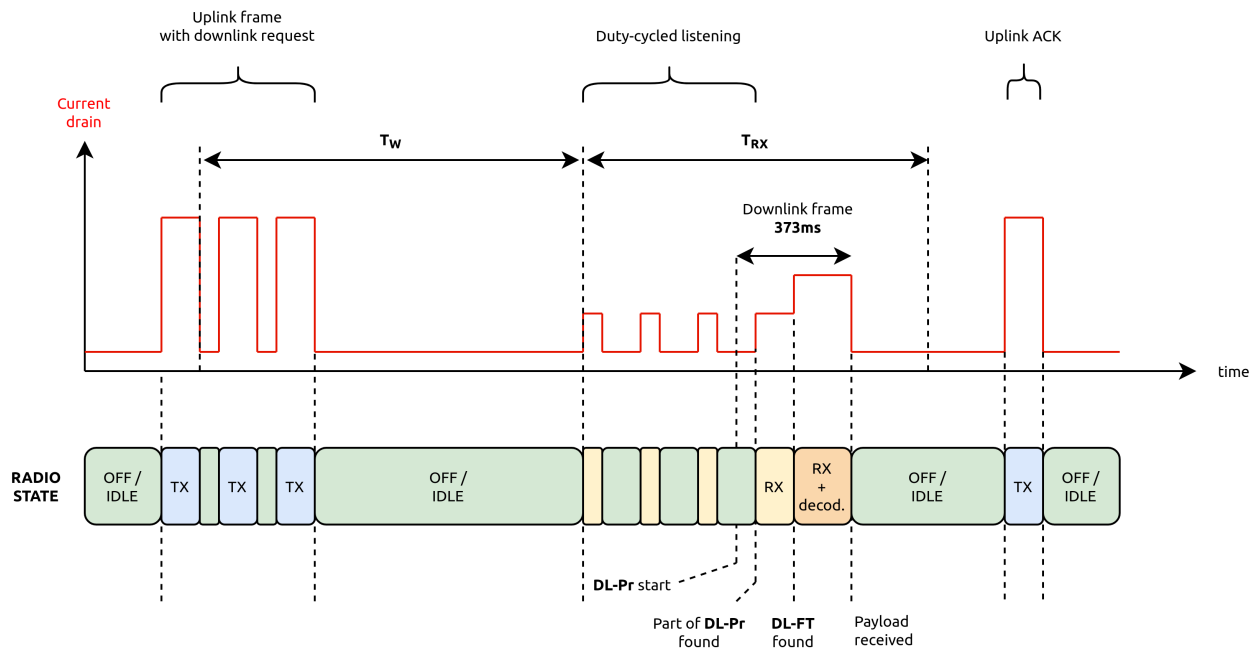 Uplink frame
with downlink request
Duty-cycled listening
Uplink ACK
Current
drain
TW
TRX
Downlink frame
373ms
time
RADIO
STATE
OFF /
IDLE
TX
TX
TX
OFF /
IDLE
RX
RX
+
decod.
OFF /
IDLE
TX
OFF /
IDLE
DL-Pr start
Part of DL-Pr
found
DL-FT
found
Payload
received